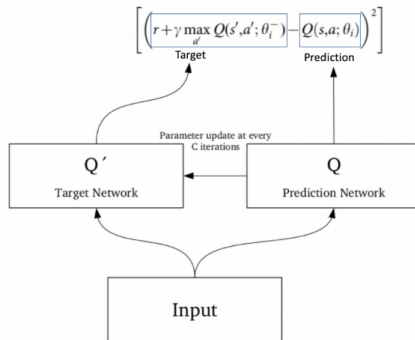 [(r + γ max_{a'} Q(s',a';θ_i^-) − Q(s,a;θ_i))^2]
Target
Prediction
Parameter update at every
C iterations
Q′
Target Network
Q
Prediction Network
Input